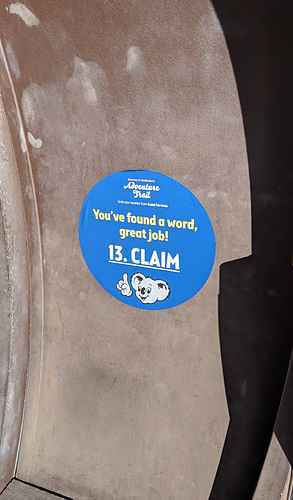 Adventure
Trail
You've found a word,
great job!
13. CLAIM